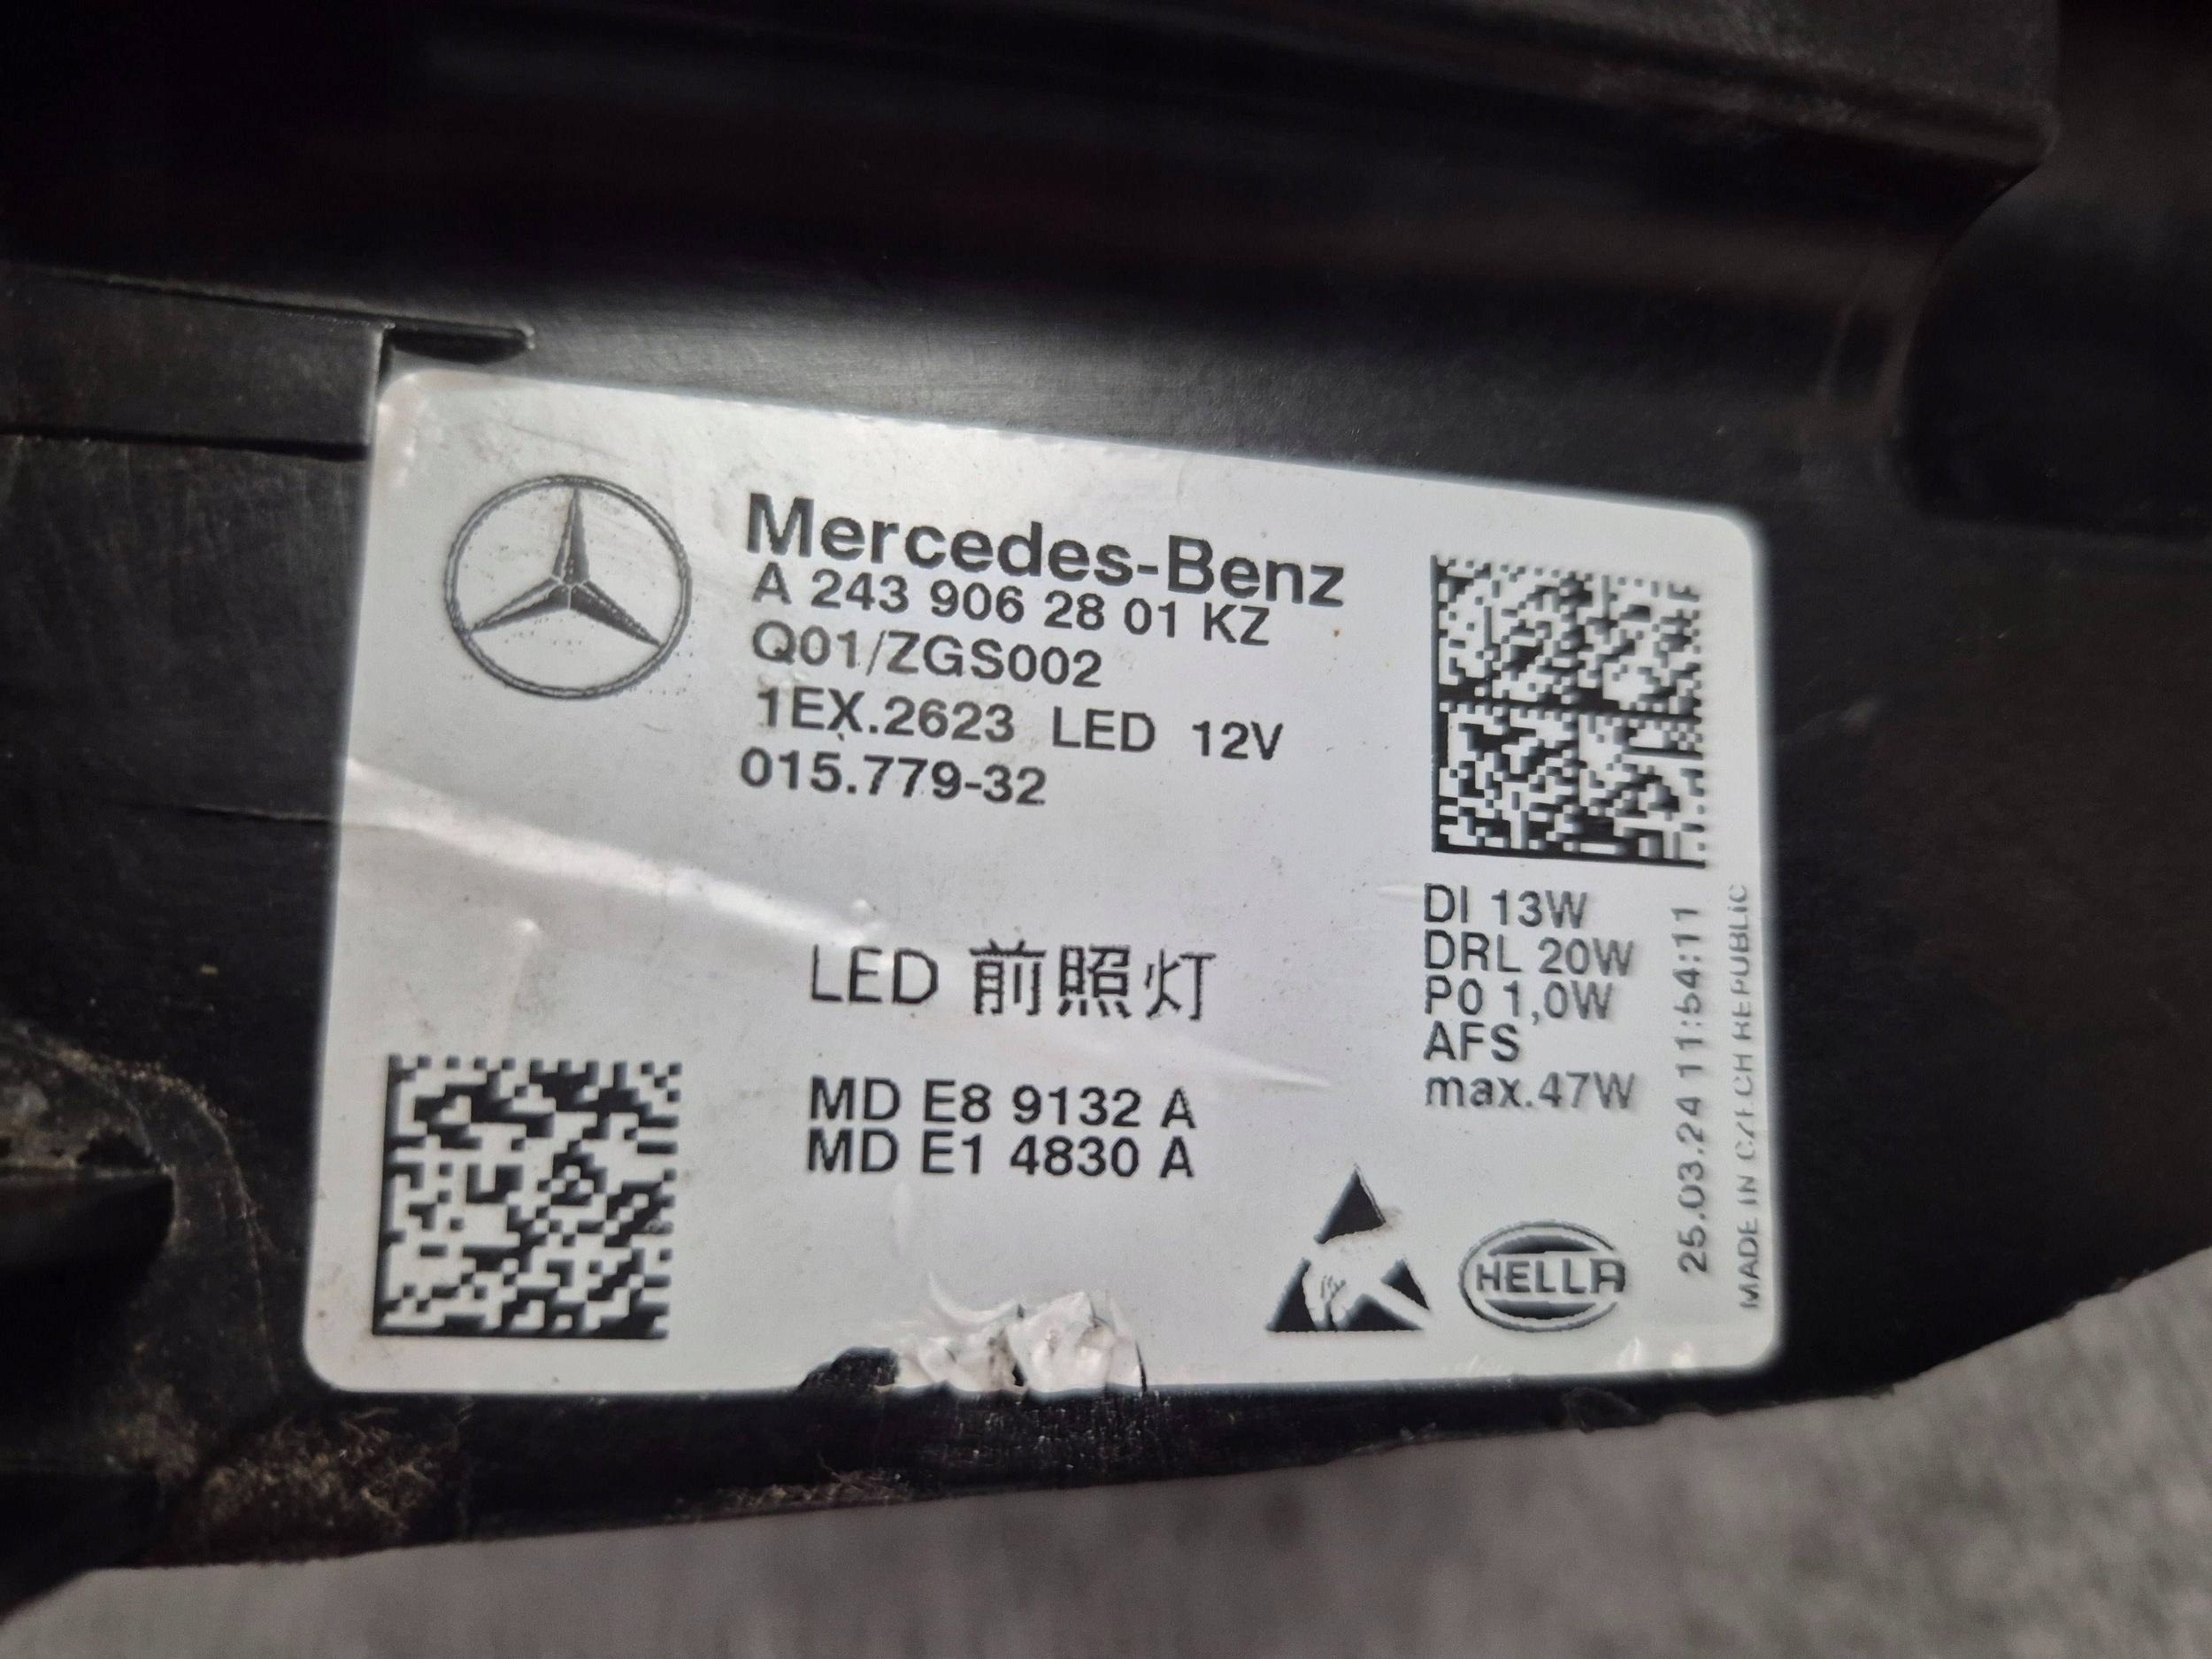 Mercedes-Benz
A 243 906 28 01 KZ
Q01/ZGS002
1EX.2623 LED 12V
015.779-32
LED 前照灯
MD E8 9132 A
MD E1 4830 A
DI 13W
DRL 20W
P0 1,0W
AFS
max.47W
HELLA
25.03.24 11:54:11
MADE IN CZECH REPUBLIC